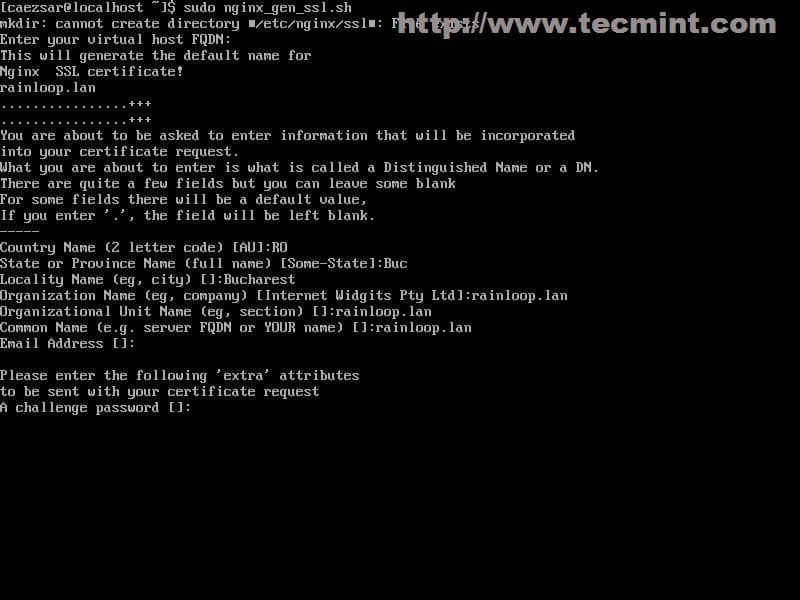 [caezsar@localhost ~]$ sudo nginx_gen_ssl.sh
mkdir: cannot create directory ■/etc/nginx/ssl■:
http://www.tecmint.com
Enter your virtual host FQDN:
This will generate the default name for
Nginx  SSL certificate!
rainloop.lan
................+++
................+++
You are about to be asked to enter information that will be incorporated
into your certificate request.
What you are about to enter is what is called a Distinguished Name or a DN.
There are quite a few fields but you can leave some blank
For some fields there will be a default value,
If you enter '.', the field will be left blank.
-----
Country Name (2 letter code) [AU]:RO
State or Province Name (full name) [Some-State]:Buc
Locality Name (eg, city) []:Bucharest
Organization Name (eg, company) [Internet Widgits Pty Ltd]:rainloop.lan
Organizational Unit Name (eg, section) []:rainloop.lan
Common Name (e.g. server FQDN or YOUR name) []:rainloop.lan
Email Address []:
Please enter the following 'extra' attributes
to be sent with your certificate request
A challenge password []: